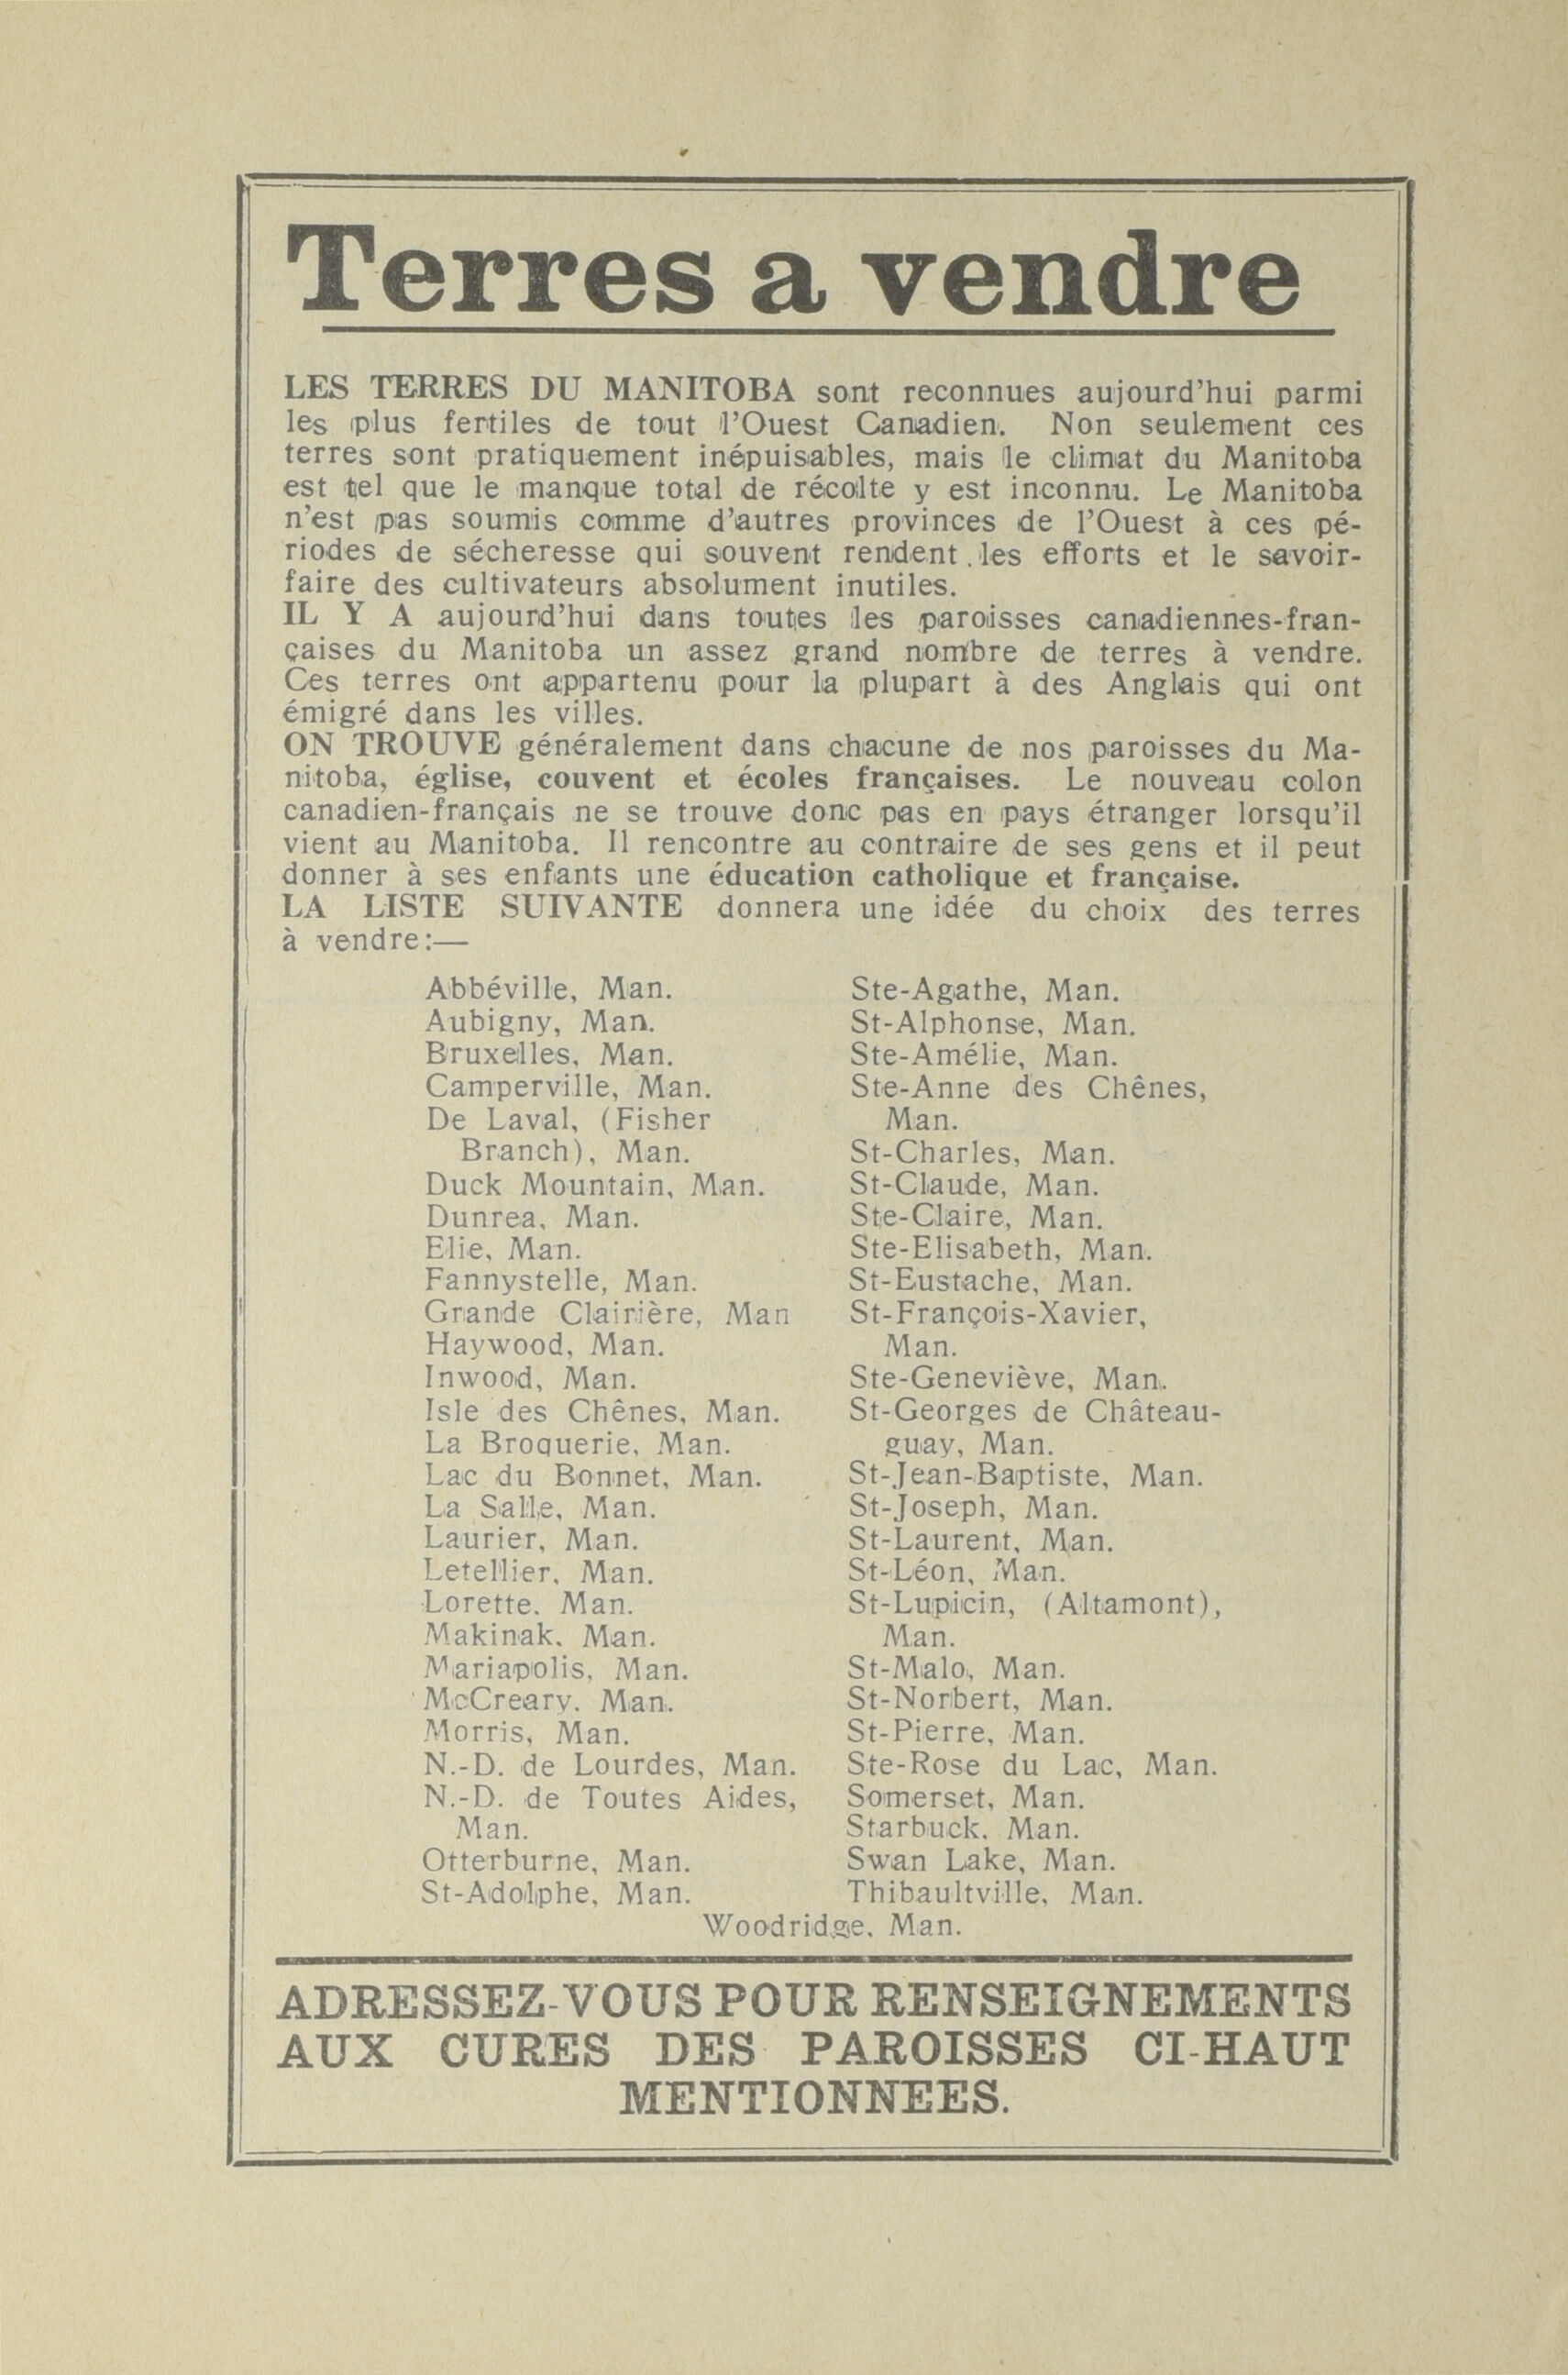 Terres a vendre
LES TERRES DU MANITOBA sont reconnues aujourd'hui parmi
les plus fertiles de tout l'Ouest Canadien. Non seulement ces
terres sont pratiquement inépuisables, mais le climat du Manitoba
est tel que le manque total de récolte y est inconnu. Le Manitoba
n'est pas soumis comme d'autres provinces de l'Ouest à ces pé-
riodes de sécheresse qui souvent rendent les efforts et le savoir-
faire des cultivateurs absolument inutiles.
IL Y A aujourd'hui dans toutes les paroisses canadiennes-fran-
çaises du Manitoba un assez grand nombre de terres à vendre.
Ces terres ont appartenu pour la plupart à des Anglais qui ont
émigré dans les villes.
ON TROUVE généralement dans chacune de nos paroisses du Ma-
nitoba, église, couvent et écoles françaises. Le nouveau colon
canadien-français ne se trouve donc pas en pays étranger lorsqu'il
vient au Manitoba. Il rencontre au contraire de ses gens et il peut
donner à ses enfants une éducation catholique et française.
LA LISTE SUIVANTE donnera une idée du choix des terres
à vendre:—
Abbéville, Man.
Aubigny, Man.
Bruxelles, Man.
Camperville, Man.
De Laval, (Fisher
Branch), Man.
Duck Mountain, Man.
Dunrea, Man.
Elie, Man.
Fannystelle, Man.
Grande Clairière, Man
Haywood, Man.
Inwood, Man.
Isle des Chênes, Man.
La Broquerie, Man.
Lac du Bonnet, Man.
La Salle, Man.
Laurier, Man.
Letellier, Man.
Lorette. Man.
Makinak, Man.
Mariapolis, Man.
McCreary. Man.
Morris, Man.
N.-D. de Lourdes, Man.
N.-D. de Toutes Aides,
Man.
Otterburne, Man.
St-Adolphe, Man.
Ste-Agathe, Man.
St-Alphonse, Man.
Ste-Amélie, Man.
Ste-Anne des Chênes,
Man.
St-Charles, Man.
St-Claude, Man.
Ste-Claire, Man.
Ste-Elisabeth, Man.
St-Eustache, Man.
St-François-Xavier,
Man.
Ste-Geneviève, Man.
St-Georges de Château-
guay, Man.
St-Jean-Baptiste, Man.
St-Joseph, Man.
St-Laurent, Man.
St-Léon, Man.
St-Lupicin, (Altamont),
Man.
St-Malo, Man.
St-Norbert, Man.
St-Pierre, Man.
Ste-Rose du Lac, Man.
Somerset, Man.
Starbuck. Man.
Swan Lake, Man.
Thibaultville, Man.
Woodridge, Man.
ADRESSEZ-VOUS POUR RENSEIGNEMENTS
AUX CURES DES PAROISSES CI-HAUT
MENTIONNEES.